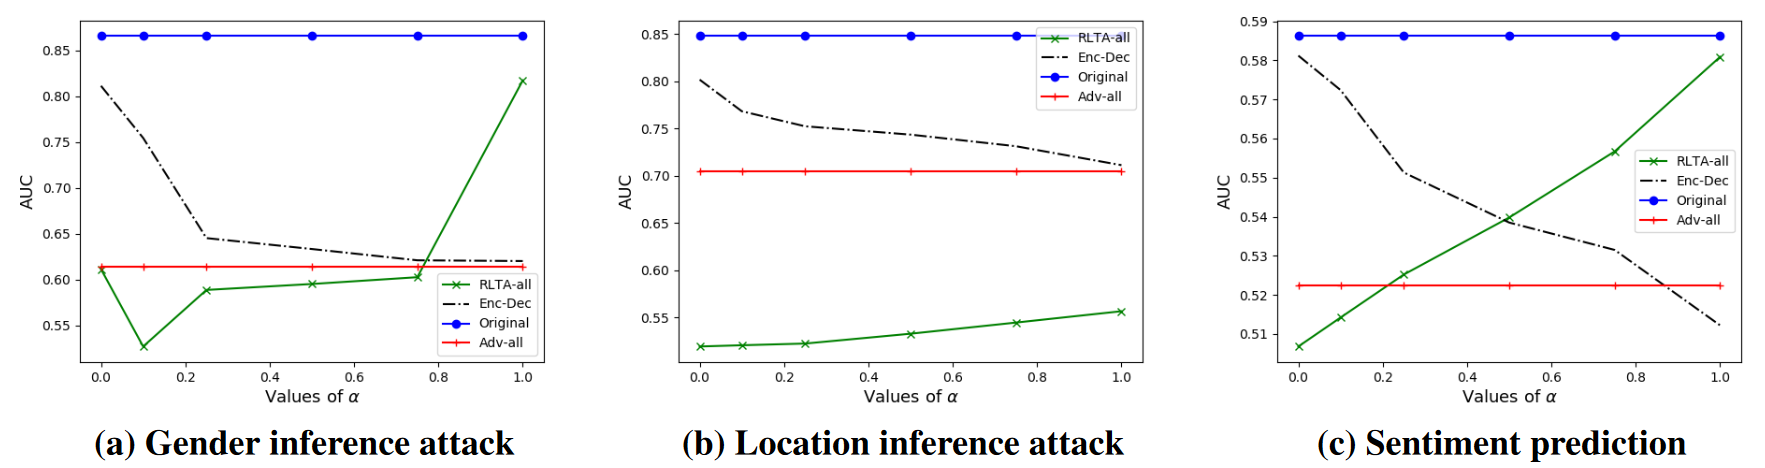 AUC
0.85
0.80
0.75
0.70
0.65
0.60
0.55
0.0
0.2
0.4
0.6
0.8
1.0
Values of α
RLTA-all
Enc-Dec
Original
Adv-all
(a) Gender inference attack
AUC
0.85
0.80
0.75
0.70
0.65
0.60
0.55
0.0
0.2
0.4
0.6
0.8
1.0
Values of α
RLTA-all
Enc-Dec
Original
Adv-all
(b) Location inference attack
AUC
0.59
0.58
0.57
0.56
0.55
0.54
0.53
0.52
0.51
0.0
0.2
0.4
0.6
0.8
1.0
Values of α
RLTA-all
Enc-Dec
Original
Adv-all
(c) Sentiment prediction